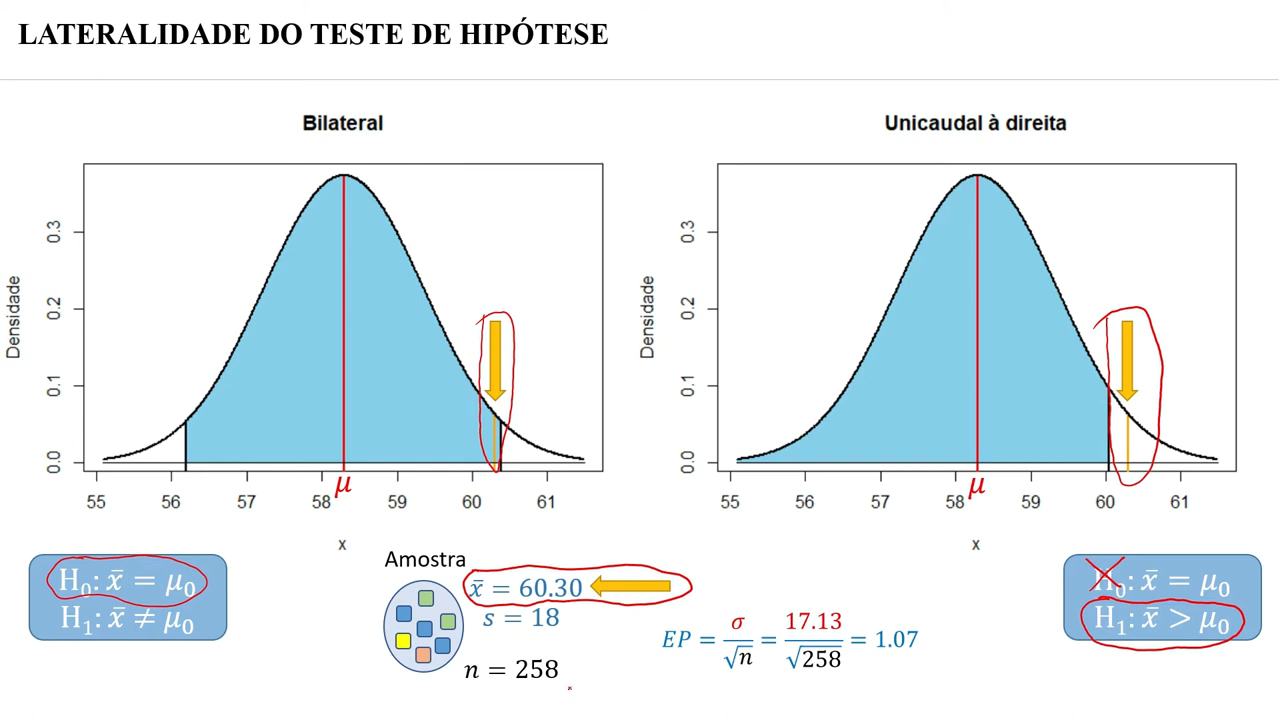 LATERALIDADE DO TESTE DE HIPÓTESE
Bilateral
Densidade
0.0
0.1
0.2
0.3
55 56 57 58 59 60 61
μ
x
Unicaudal à direita
Densidade
0.0
0.1
0.2
0.3
55 56 57 58 59 60 61
μ
x
H₀: x̄ = μ₀
H₁: x̄ ≠ μ₀
Amostra
x̄ = 60.30
s = 18
n = 258
EP = σ/√n = 17.13/√258 = 1.07
H₀: x̄ = μ₀
H₁: x̄ > μ₀